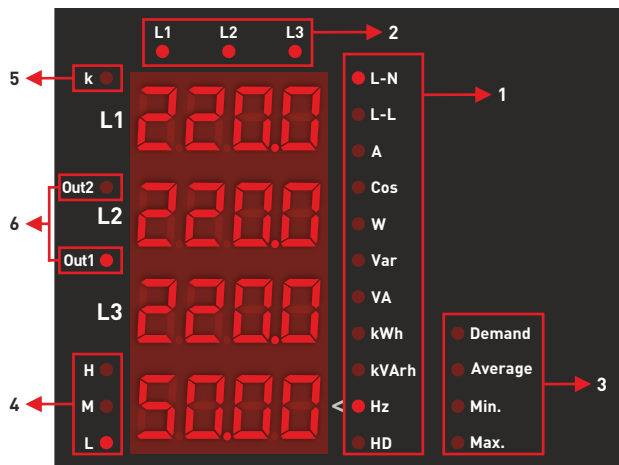 L1 L2 L3
2
5
k
L-N
1
L1
220.0
L-L
A
Out2
Cos
6
L2
220.0
W
Out1
Var
VA
L3
220.0
kWh
Demand
H
kVArh
Average
3
4
M
50.00
<
Hz
Min.
L
HD
Max.